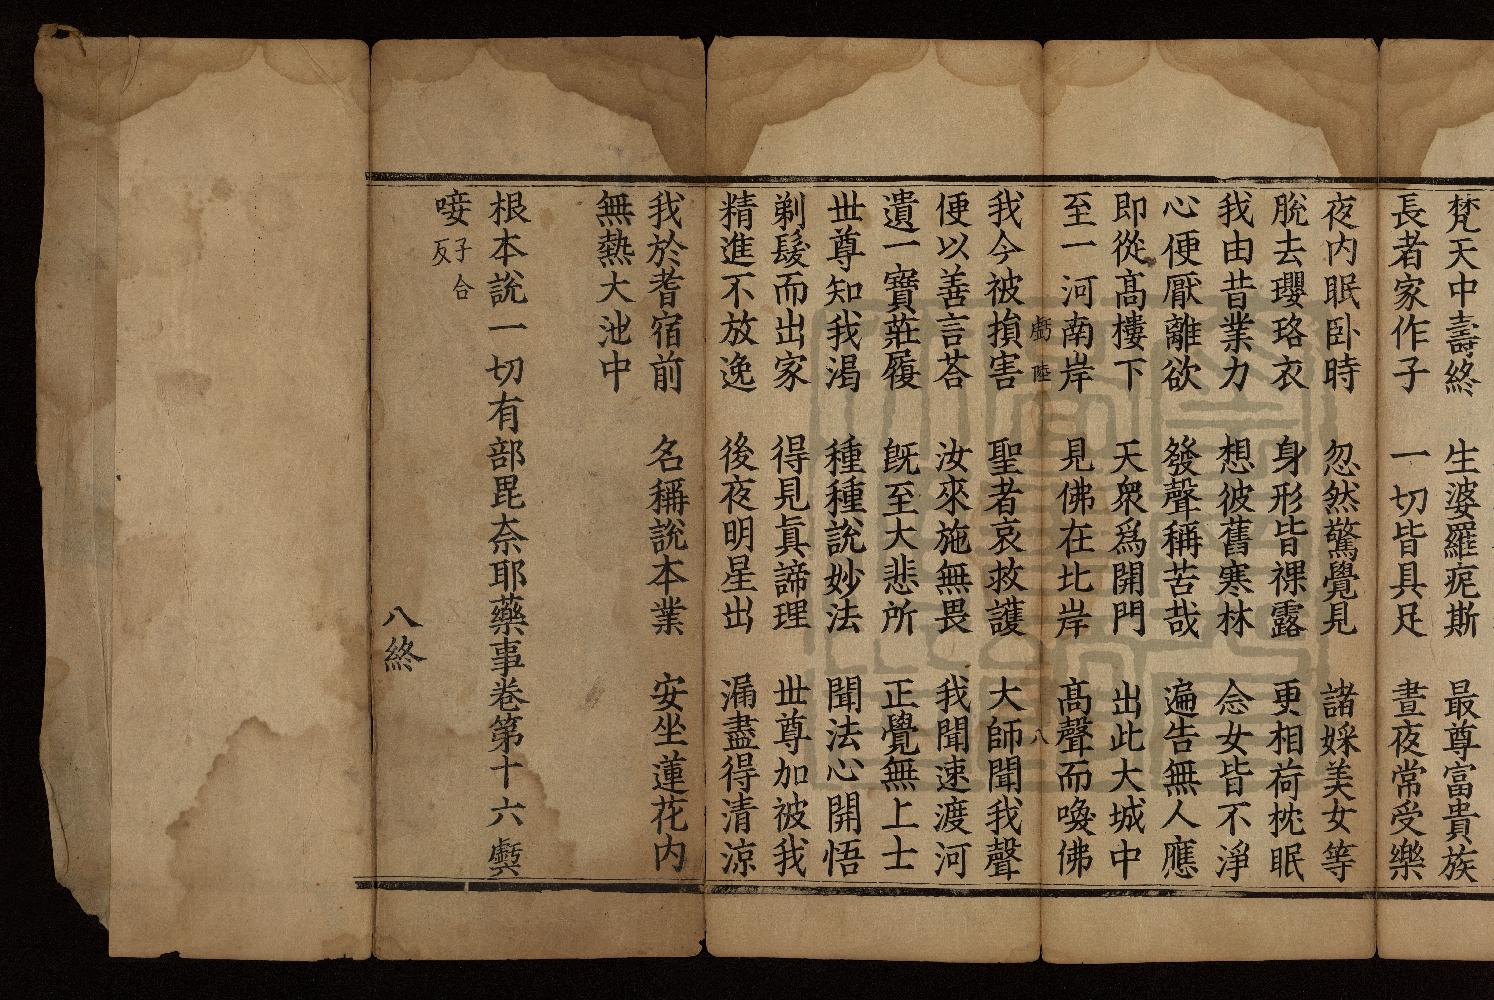 梵天中壽終　生婆羅痆斯　最尊富貴族
長者家作子　一切皆具足　晝夜常受樂
夜內眠卧時　忽然驚覺見　諸婇美女等
脫去瓔珞衣　身形皆裸露　更相荷枕眠
我由昔業力　想彼舊寒林　念女皆不淨
心便厭離欲　發聲稱苦哉　遍告無人應
即從髙樓下　天衆爲開門　出此大城中
至一河南岸　見佛在比岸　髙聲而喚佛
虧　陸　八
我今被損害　聖者哀救護　大師聞我聲
便以善言荅　汝來施無畏　我聞速渡河
遺一寶莊履　旣至大悲所　正覺無上士
世尊知我渴　種種說妙法　聞法心開悟
剃髮而出家　得見眞諦理　世尊加被我
精進不放逸　後夜明星出　漏盡得清涼
我於耆宿前　名稱說本業　安坐蓮花內
無熱大池中
根本說一切有部毘奈耶藥事卷第十六
唼　子合反
八終